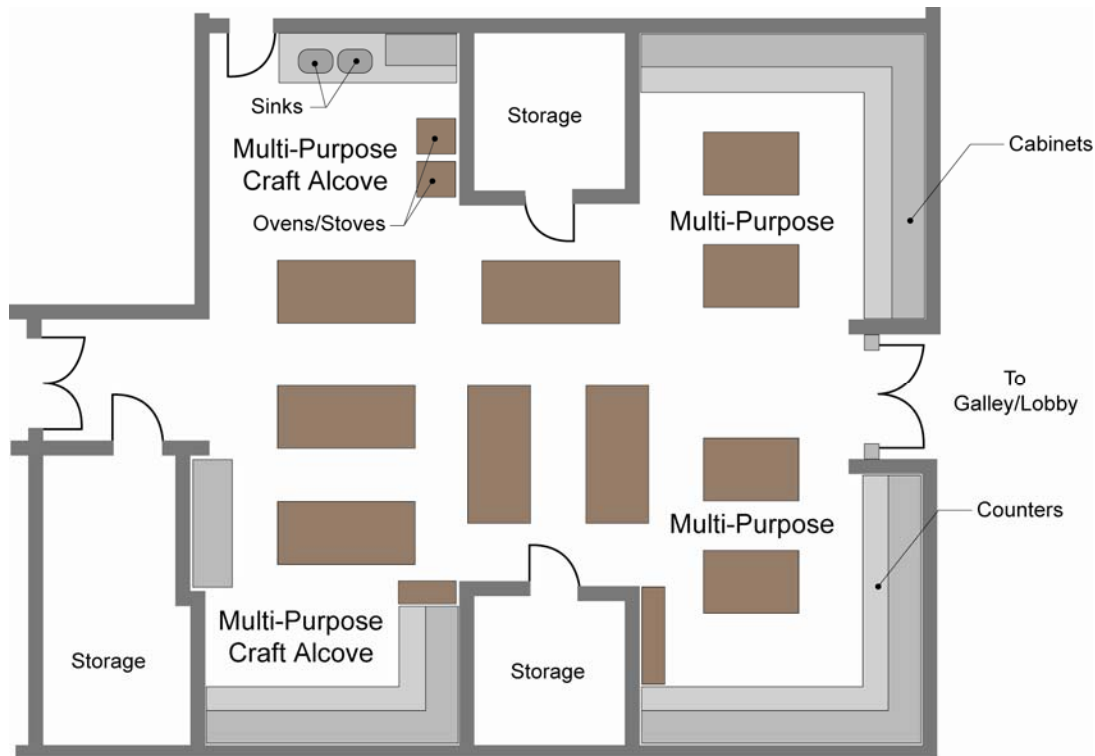 Storage
Sinks
Multi-Purpose
Craft Alcove
Cabinets
Ovens/Stoves
Multi-Purpose
To
Galley/Lobby
Counters
Multi-Purpose
Multi-Purpose
Craft Alcove
Storage
Storage